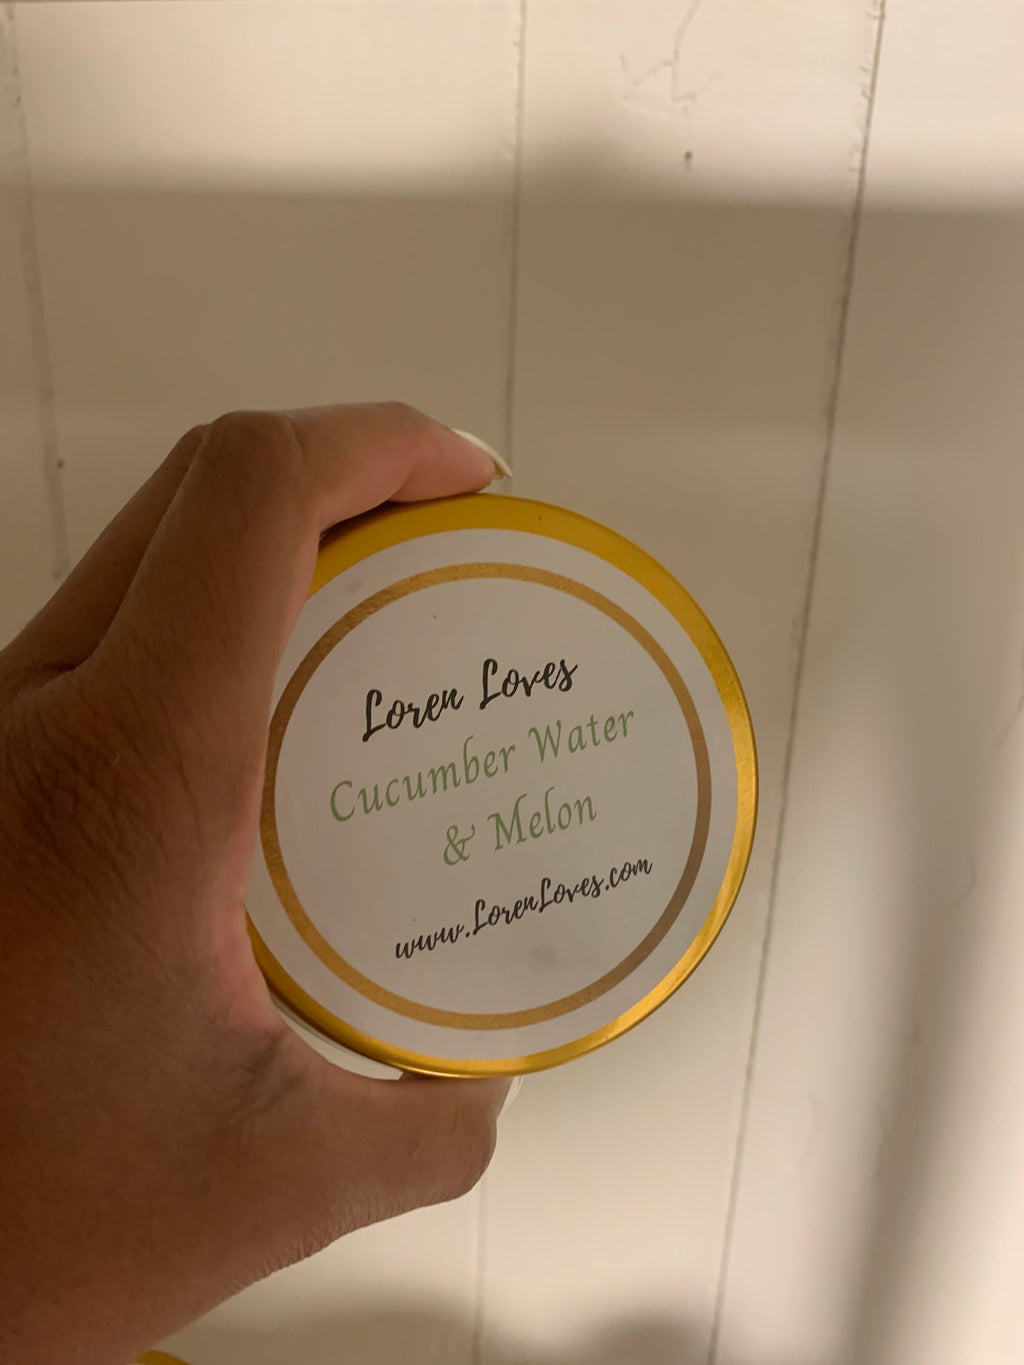 Loren Loves
Cucumber Water
& Melon
www.LorenLoves.com